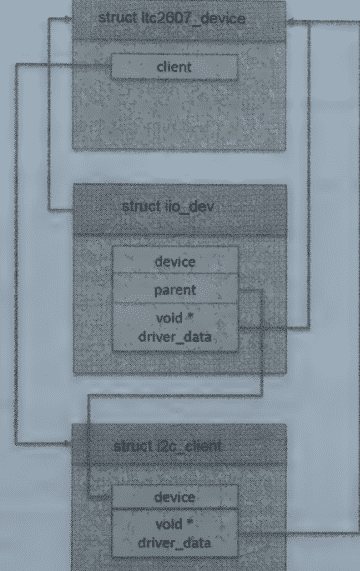 struct ltc2607_device
client
struct iio_dev
device
parent
void *
driver_data
struct i2c_client
device
void *
driver_data